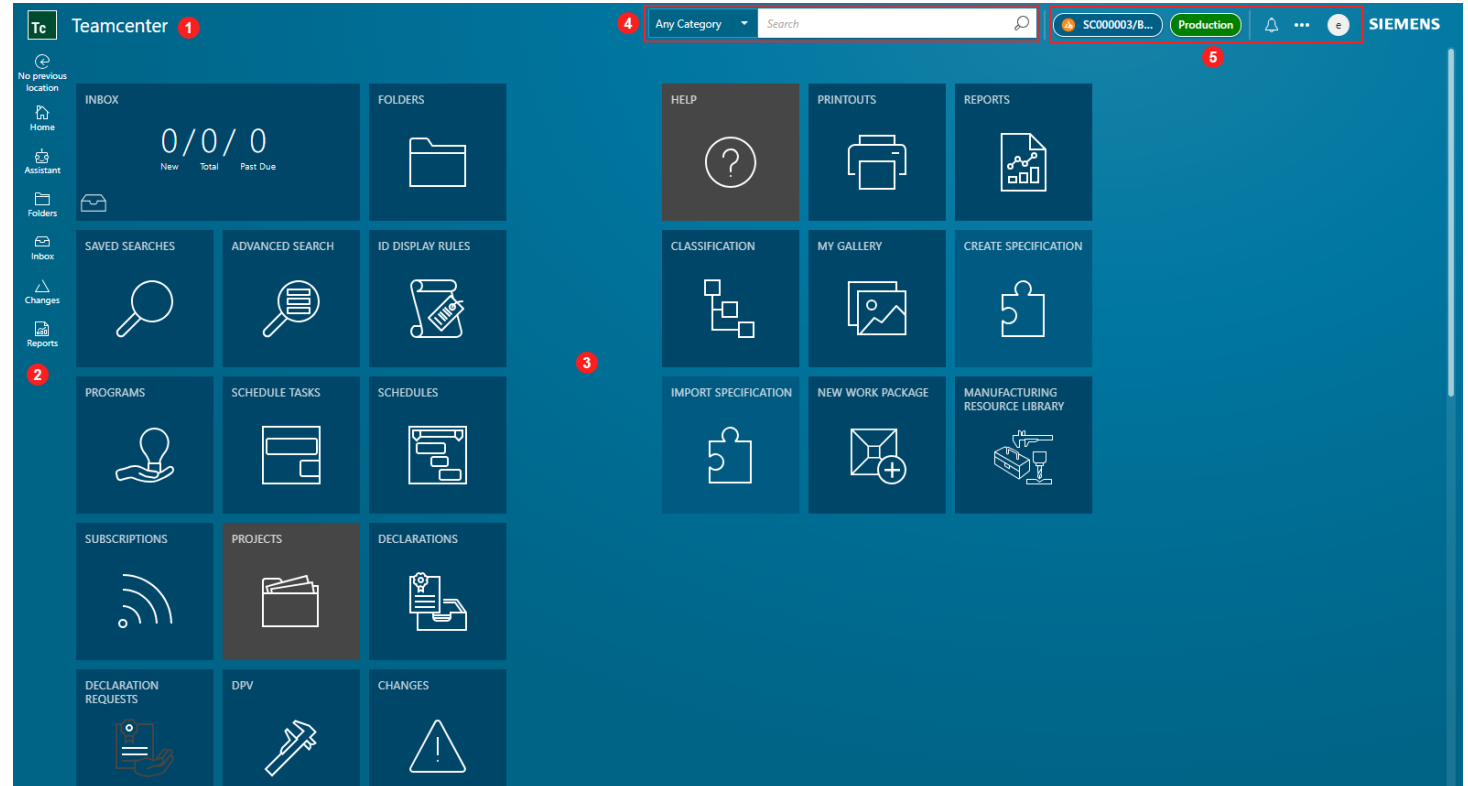 Tc
Teamcenter 1
4
Any Category
Search
SC000003/B...
Production
e
SIEMENS
5
No previous
location
Home
Assistant
Folders
Inbox
Changes
Reports
2
INBOX
0/0/0
New Total Past Due
FOLDERS
HELP
PRINTOUTS
REPORTS
SAVED SEARCHES
ADVANCED SEARCH
ID DISPLAY RULES
CLASSIFICATION
MY GALLERY
CREATE SPECIFICATION
3
PROGRAMS
SCHEDULE TASKS
SCHEDULES
IMPORT SPECIFICATION
NEW WORK PACKAGE
MANUFACTURING
RESOURCE LIBRARY
SUBSCRIPTIONS
PROJECTS
DECLARATIONS
DECLARATION
REQUESTS
DPV
CHANGES